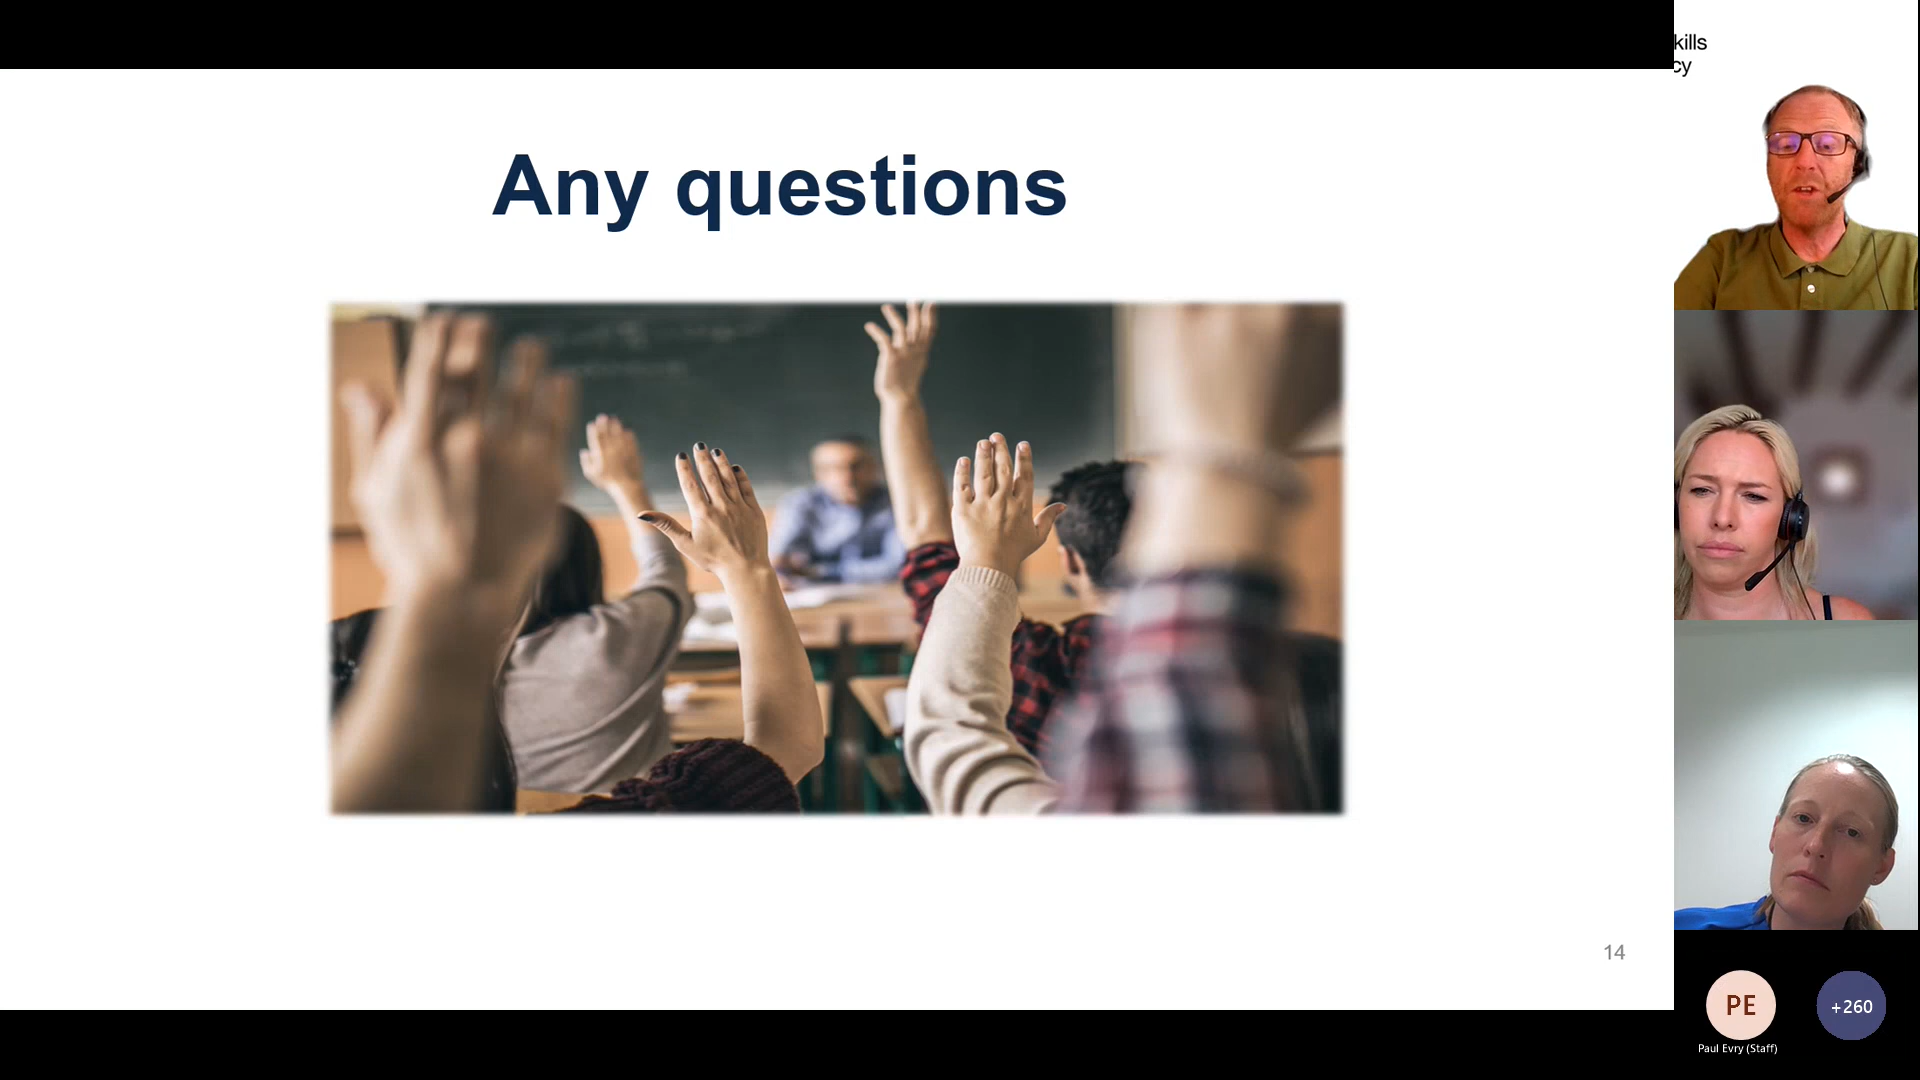 kills
cy
Any questions
14
PE
+260
Paul Evry (Staff)